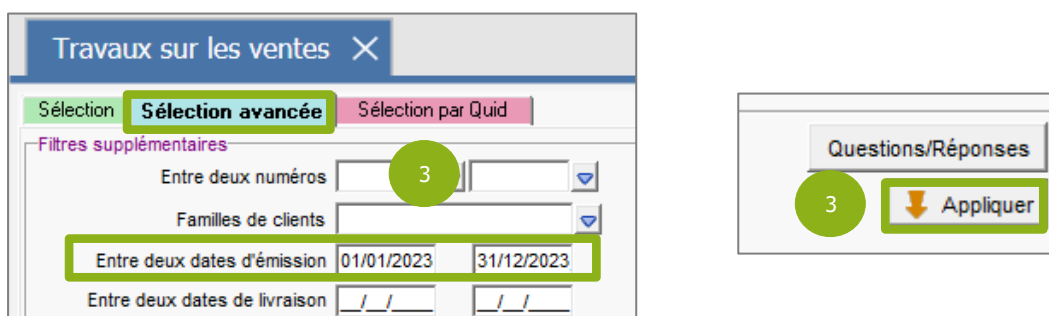 Travaux sur les ventes
Sélection Sélection avancée Sélection par Quid
Filtres supplémentaires
Entre deux numéros 3
Familles de clients
Entre deux dates d'émission 01/01/2023 31/12/2023
Entre deux dates de livraison __/__/____ __/__/____
Questions/Réponses
3 Appliquer